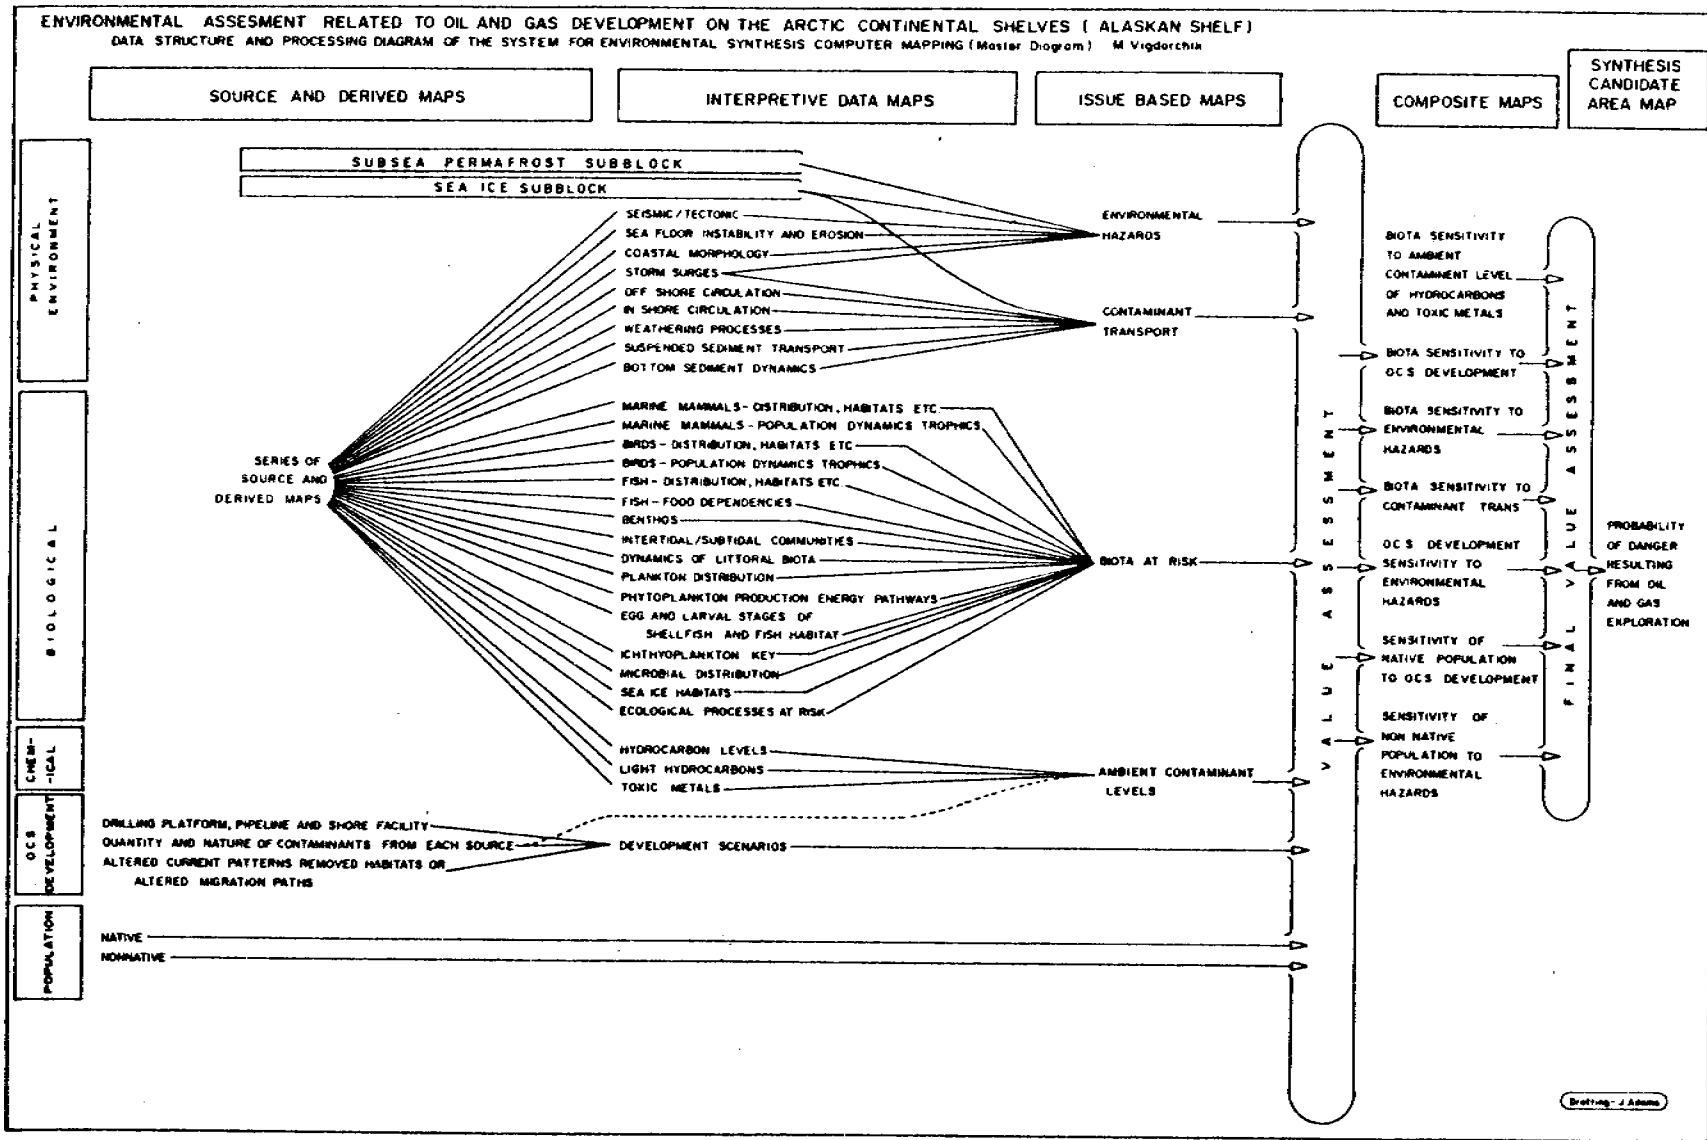 ENVIRONMENTAL ASSESMENT RELATED TO OIL AND GAS DEVELOPMENT ON THE ARCTIC CONTINENTAL SHELVES ( ALASKAN SHELF)
DATA STRUCTURE AND PROCESSING DIAGRAM OF THE SYSTEM FOR ENVIRONMENTAL SYNTHESIS COMPUTER MAPPING (Master Diagram) M Vigdorchik
SOURCE AND DERIVED MAPS
INTERPRETIVE DATA MAPS
ISSUE BASED MAPS
COMPOSITE MAPS
SYNTHESIS
CANDIDATE
AREA MAP
PHYSICAL
ENVIRONMENT
SUBSEA PERMAFROST SUBBLOCK
SEA ICE SUBBLOCK
SEISMIC/TECTONIC
SEA FLOOR INSTABILITY AND EROSION
COASTAL MORPHOLOGY
STORM SURGES
OFF SHORE CIRCULATION
IN SHORE CIRCULATION
WEATHERING PROCESSES
SUSPENDED SEDIMENT TRANSPORT
BOTTOM SEDIMENT DYNAMICS
ENVIRONMENTAL
HAZARDS
CONTAMINANT
TRANSPORT
BIOLOGICAL
SERIES OF
SOURCE AND
DERIVED MAPS
MARINE MAMMALS-DISTRIBUTION, HABITATS ETC.
MARINE MAMMALS-POPULATION DYNAMICS TROPHICS
BIRDS-DISTRIBUTION, HABITATS ETC
BIRDS-POPULATION DYNAMICS TROPHICS
FISH-DISTRIBUTION, HABITATS ETC.
FISH-FOOD DEPENDENCIES
BENTHOS
INTERTIDAL/SUBTIDAL COMMUNITIES
DYNAMICS OF LITTORAL BIOTA
PLANKTON DISTRIBUTION
PHYTOPLANKTON PRODUCTION ENERGY PATHWAYS
EGG AND LARVAL STAGES OF
SHELLFISH AND FISH HABITAT
ICHTHYOPLANKTON KEY
MICROBIAL DISTRIBUTION
SEA ICE HABITATS
ECOLOGICAL PROCESSES AT RISK
BIOTA AT RISK
CHEM-
-ICAL
HYDROCARBON LEVELS
LIGHT HYDROCARBONS
TOXIC METALS
AMBIENT CONTAMINANT
LEVELS
OCS
DEVELOPMENT
DRILLING PLATFORM, PIPELINE AND SHORE FACILITY
QUANTITY AND NATURE OF CONTAMINANTS FROM EACH SOURCE
ALTERED CURRENT PATTERNS REMOVED HABITATS OR
ALTERED MIGRATION PATHS
DEVELOPMENT SCENARIOS
POPULATION
NATIVE
NONNATIVE
VALUE ASSESSMENT
BIOTA SENSITIVITY
TO AMBIENT
CONTAMINENT LEVEL
OF HYDROCARBONS
AND TOXIC METALS
BIOTA SENSITIVITY TO
OCS DEVELOPMENT
BIOTA SENSITIVITY TO
ENVIRONMENTAL
HAZARDS
BIOTA SENSITIVITY TO
CONTAMINANT TRANS
OCS DEVELOPMENT
SENSITIVITY TO
ENVIRONMENTAL
HAZARDS
SENSITIVITY OF
NATIVE POPULATION
TO OCS DEVELOPMENT
SENSITIVITY OF
NON NATIVE
POPULATION TO
ENVIRONMENTAL
HAZARDS
FINAL VALUE ASSESSMENT
PROBABILITY
OF DANGER
RESULTING
FROM OIL
AND GAS
EXPLORATION
Drafting-J Adams